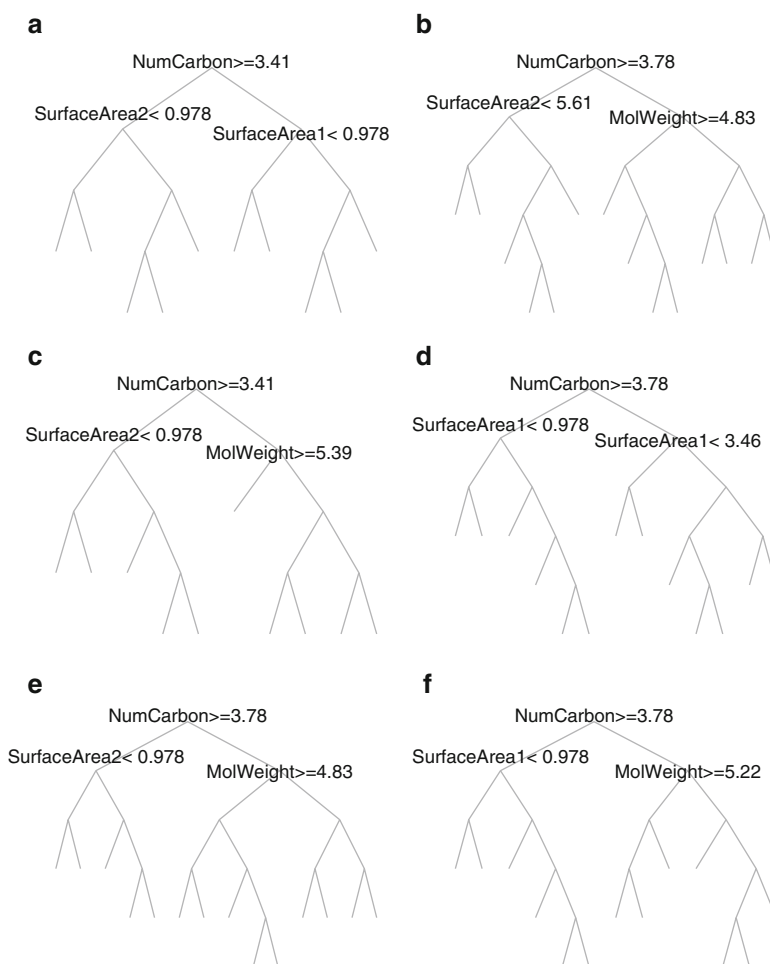 a
NumCarbon>=3.41
SurfaceArea2< 0.978
SurfaceArea1< 0.978
b
NumCarbon>=3.78
SurfaceArea2< 5.61
MolWeight>=4.83
c
NumCarbon>=3.41
SurfaceArea2< 0.978
MolWeight>=5.39
d
NumCarbon>=3.78
SurfaceArea1< 0.978
SurfaceArea1< 3.46
e
NumCarbon>=3.78
SurfaceArea2< 0.978
MolWeight>=4.83
f
NumCarbon>=3.78
SurfaceArea1< 0.978
MolWeight>=5.22